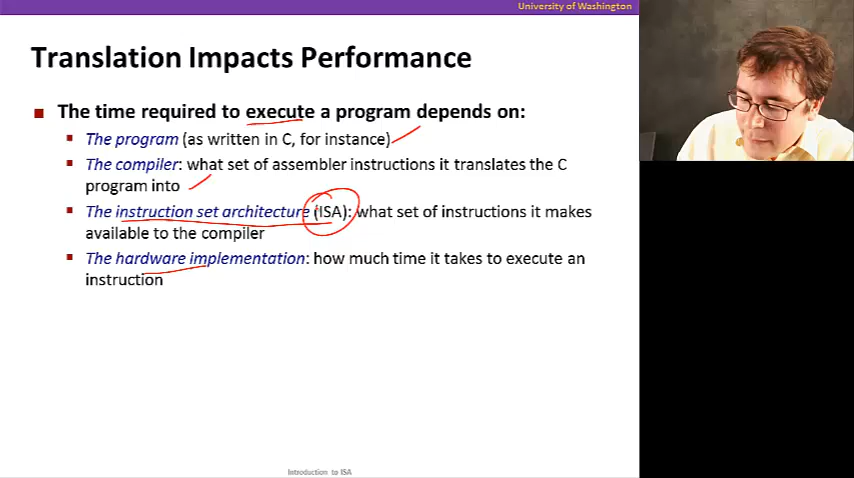 University of Washington
Translation Impacts Performance
The time required to execute a program depends on:
The program (as written in C, for instance)
The compiler: what set of assembler instructions it translates the C
program into
The instruction set architecture (ISA): what set of instructions it makes
available to the compiler
The hardware implementation: how much time it takes to execute an
instruction
Introduction to ISA